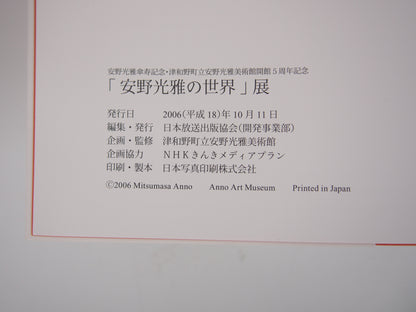 安野光雅傘寿記念・津和野町立安野光雅美術館開館5周年記念
「安野光雅の世界」展
発行日 2006(平成18)年10月11日
編集・発行 日本放送出版協会(開発事業部)
企画・監修 津和野町立安野光雅美術館
企画協力 NHKきんきメディアプラン
印刷・製本 日本写真印刷株式会社
©2006 Mitsumasa Anno Anno Art Museum Printed in Japan